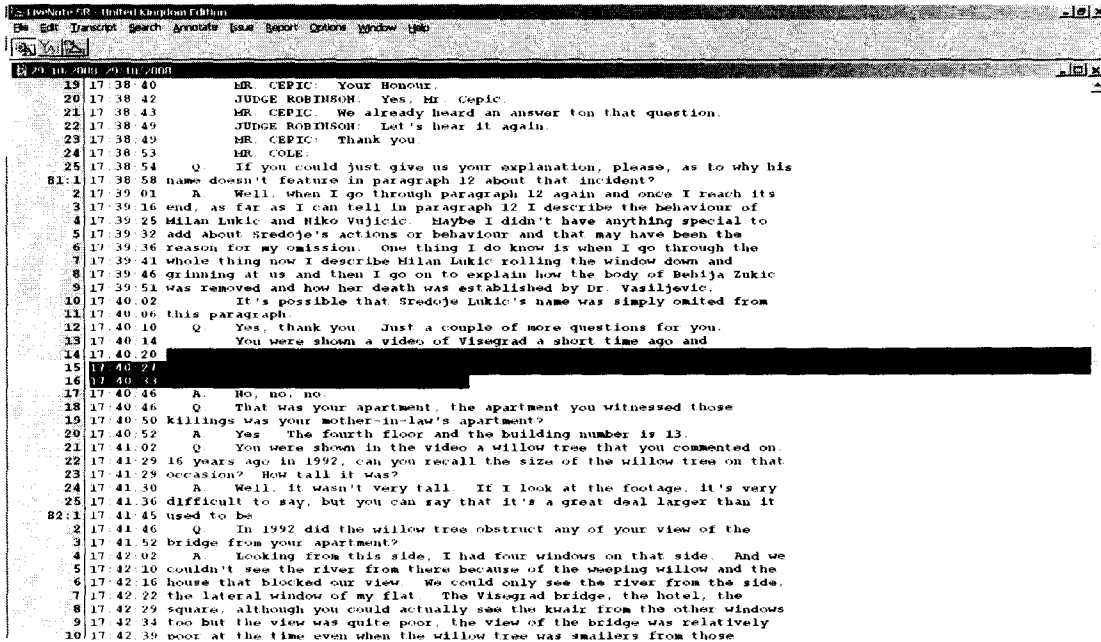 LiveNote SR - United Kingdom Edition
File Edit Transcript Search Annotate Issue Report Options Window Help
29/10/2008 29/10/2008
19 17:38:40 MR. CEPIC: Your Honour.
20 17:38:42 JUDGE ROBINSON: Yes, Mr. Cepic.
21 17:38:43 MR. CEPIC: We already heard an answer ton that question.
22 17:38:49 JUDGE ROBINSON: Let's hear it again.
23 17:38:49 MR. CEPIC: Thank you.
24 17:38:53 MR. COLE:
25 17:38:54 Q. If you could just give us your explanation, please, as to why his
81:1 17:38:58 name doesn't feature in paragraph 12 about that incident?
2 17:39:01 A. Well, when I go through paragraph 12 again and once I reach its
3 17:39:16 end, as far as I can tell in paragraph 12 I describe the behaviour of
4 17:39:25 Milan Lukic and Niko Vujicic. Maybe I didn't have anything special to
5 17:39:32 add about Sredoje's actions or behaviour and that may have been the
6 17:39:36 reason for my omission. One thing I do know is when I go through the
7 17:39:41 whole thing now I describe Milan Lukic rolling the window down and
8 17:39:46 grinning at us and then I go on to explain how the body of Behija Zukic
9 17:39:51 was removed and how her death was established by Dr. Vasiljevic.
10 17:40:02 It's possible that Sredoje Lukic's name was simply omited from
11 17:40:06 this paragraph.
12 17:40:10 Q. Yes, thank you. Just a couple of more questions for you.
13 17:40:14 You were shown a video of Visegrad a short time ago and
14 17:40:20
15 17:40:27
16 17:40:33
17 17:40:46 A. No, no, no.
18 17:40:46 Q. That was your apartment, the apartment you witnessed those
19 17:40:50 killings was your mother-in-law's apartment?
20 17:40:52 A. Yes. The fourth floor and the building number is 13.
21 17:41:02 Q. You were shown in the video a willow tree that you commented on.
22 17:41:29 16 years ago in 1992, can you recall the size of the willow tree on that
23 17:41:29 occasion? How tall it was?
24 17:41:30 A. Well, it wasn't very tall. If I look at the footage, it's very
25 17:41:36 difficult to say, but you can say that it's a great deal larger than it
82:1 17:41:45 used to be
2 17:41:46 Q. In 1992 did the willow tree obstruct any of your view of the
3 17:41:52 bridge from your apartment?
4 17:42:02 A. Looking from this side, I had four windows on that side. And we
5 17:42:10 couldn't see the river from there because of the weeping willow and the
6 17:42:16 house that blocked our view. We could only see the river from the side,
7 17:42:22 the lateral window of my flat. The Visegrad bridge, the hotel, the
8 17:42:29 square, although you could actually see the kwair from the other windows
9 17:42:34 too but the view was quite poor, the view of the bridge was relatively
10 17:42:39 poor at the time even when the willow tree was smallers from those